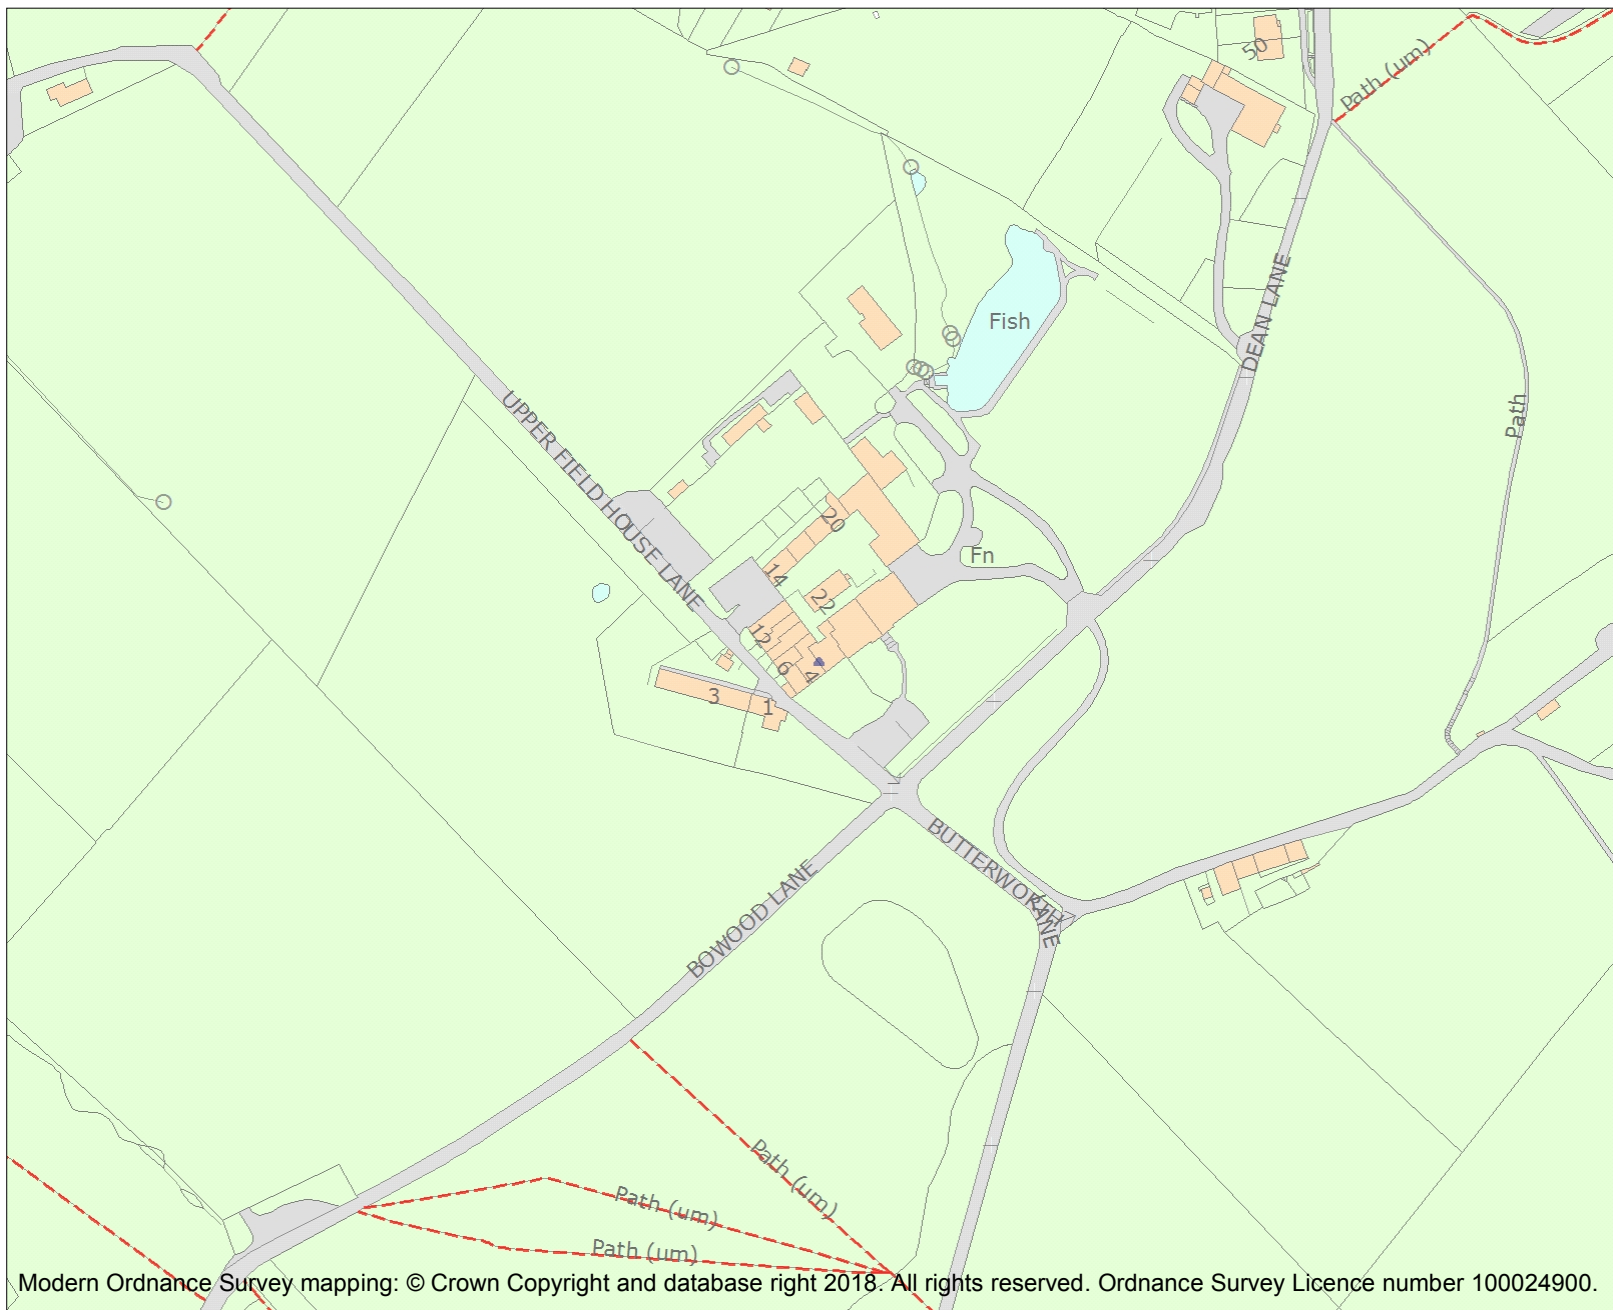 50
Path (um)
DEAN LANE
Fish
Path
UPPER FIELD HOUSE LANE
20
Fn
14
22
12
6
4
3
1
BUTTERWORTH
LANE
BOWOOD LANE
Path (um)
Path (um)
Path (um)
Modern Ordnance Survey mapping: © Crown Copyright and database right 2018. All rights reserved. Ordnance Survey Licence number 100024900.